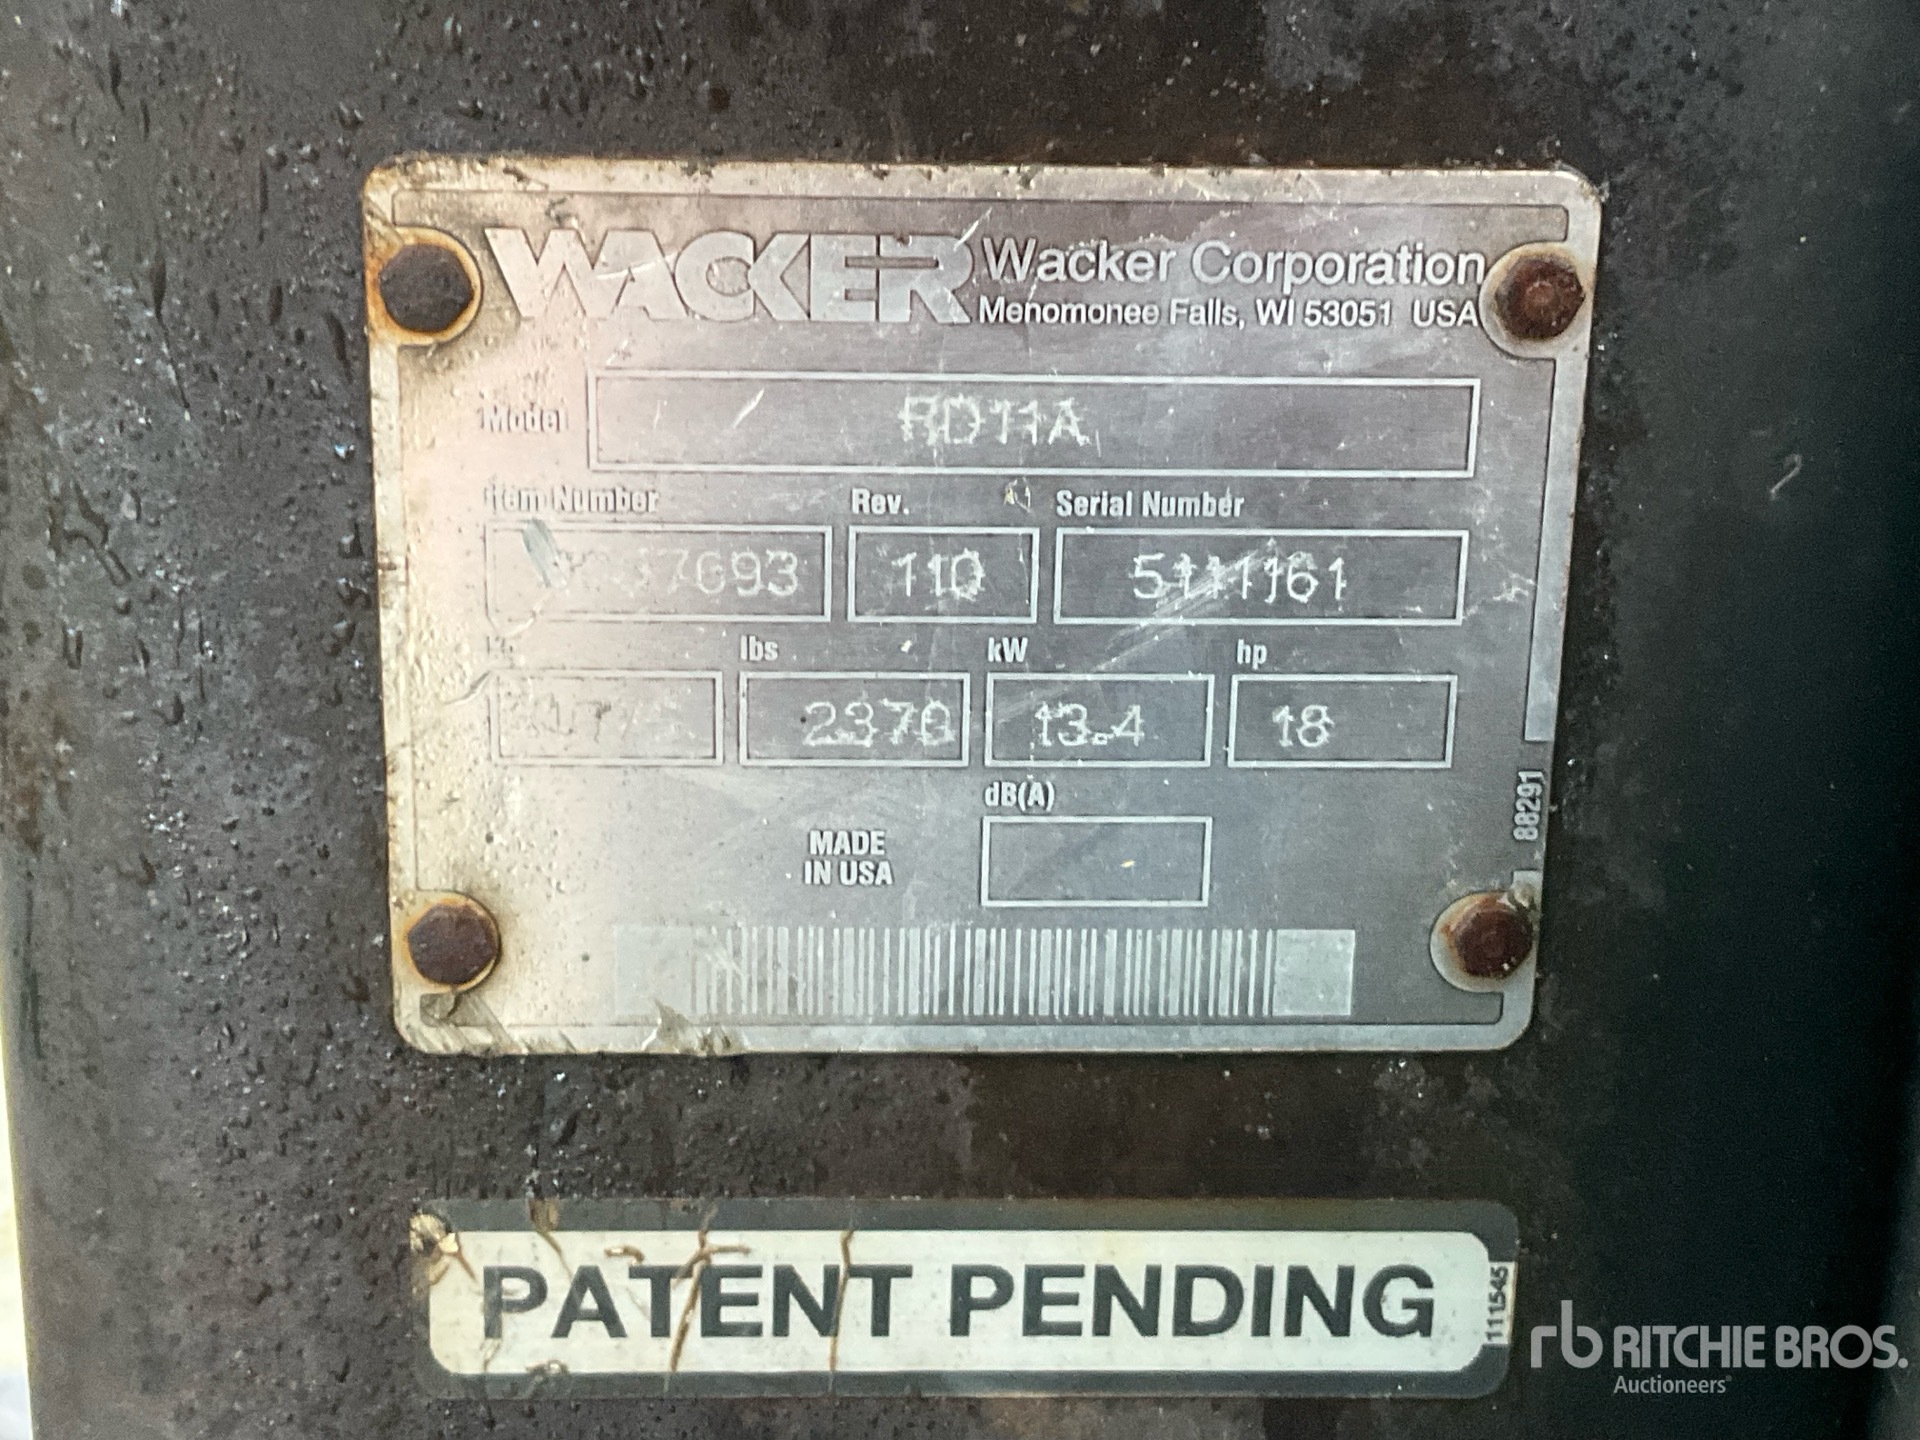 WACKER Wacker Corporation
Menomonee Falls, WI 53051 USA
Model RD11A
Item Number Rev. Serial Number
110 5111161
lbs kW hp
2370 13.4 18
dB(A)
MADE
IN USA
88291
PATENT PENDING
111545
rb RITCHIE BROS.
Auctioneers